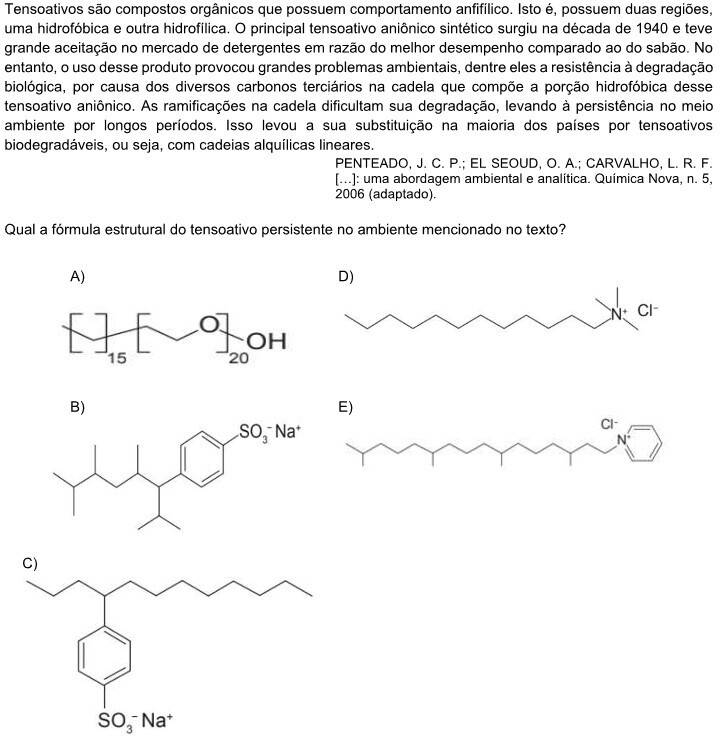 Tensoativos são compostos orgânicos que possuem comportamento anfifílico. Isto é, possuem duas regiões,
uma hidrofóbica e outra hidrofílica. O principal tensoativo aniônico sintético surgiu na década de 1940 e teve
grande aceitação no mercado de detergentes em razão do melhor desempenho comparado ao do sabão. No
entanto, o uso desse produto provocou grandes problemas ambientais, dentre eles a resistência à degradação
biológica, por causa dos diversos carbonos terciários na cadeia que compõe a porção hidrofóbica desse
tensoativo aniônico. As ramificações na cadeia dificultam sua degradação, levando à persistência no meio
ambiente por longos períodos. Isso levou a sua substituição na maioria dos países por tensoativos
biodegradáveis, ou seja, com cadeias alquílicas lineares.
PENTEADO, J. C. P.; EL SEOUD, O. A.; CARVALHO, L. R. F.
[...]: uma abordagem ambiental e analítica. Química Nova, n. 5,
2006 (adaptado).
Qual a fórmula estrutural do tensoativo persistente no ambiente mencionado no texto?
A)
O
OH
15
20
D)
N⁺ Cl⁻
B)
SO₃⁻ Na⁺
E)
Cl⁻
N⁺
C)
SO₃⁻ Na⁺